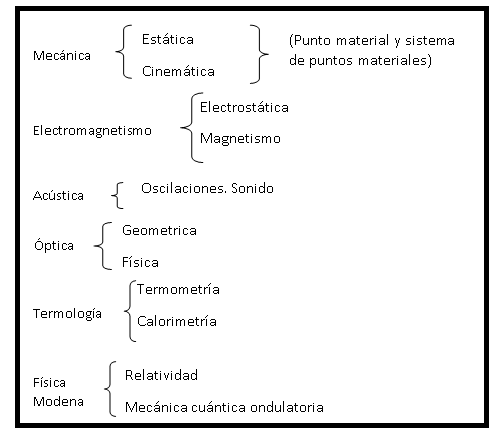 Mecánica
Estática
Cinemática
(Punto material y sistema
de puntos materiales)
Electromagnetismo
Electrostática
Magnetismo
Acústica
Oscilaciones. Sonido
Óptica
Geometrica
Física
Termología
Termometría
Calorimetría
Física
Modena
Relatividad
Mecánica cuántica ondulatoria